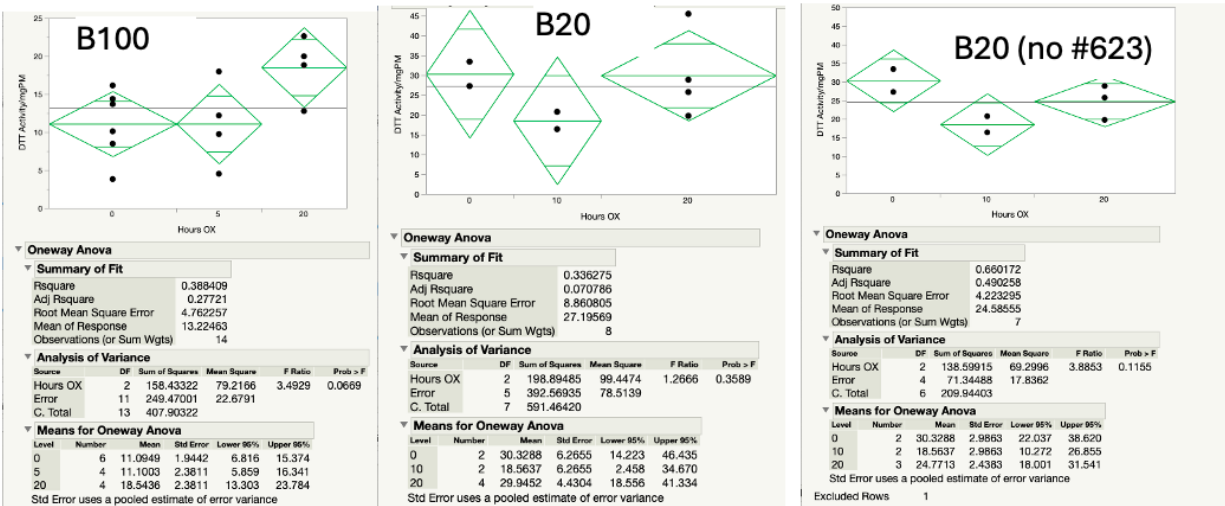 B100
25
20
15
10
5
0
DTT Activity/mgPM
0 5 20
Hours OX
Oneway Anova
Summary of Fit
Rsquare 0.388409
Adj Rsquare 0.27721
Root Mean Square Error 4.762257
Mean of Response 13.22463
Observations (or Sum Wgts) 14
Analysis of Variance
Source DF Sum of Squares Mean Square F Ratio Prob > F
Hours OX 2 158.43322 79.2166 3.4929 0.0669
Error 11 249.47001 22.6791
C. Total 13 407.90322
Means for Oneway Anova
Level Number Mean Std Error Lower 95% Upper 95%
0 6 11.0949 1.9442 6.816 15.374
5 4 11.1003 2.3811 5.859 16.341
20 4 18.5436 2.3811 13.303 23.784
Std Error uses a pooled estimate of error variance
B20
45
40
35
30
25
20
15
10
5
0
DTT Activity/mgPM
0 10 20
Hours OX
Oneway Anova
Summary of Fit
Rsquare 0.336275
Adj Rsquare 0.070786
Root Mean Square Error 8.860805
Mean of Response 27.19569
Observations (or Sum Wgts) 8
Analysis of Variance
Source DF Sum of Squares Mean Square F Ratio Prob > F
Hours OX 2 198.89485 99.4474 1.2666 0.3589
Error 5 392.56935 78.5139
C. Total 7 591.46420
Means for Oneway Anova
Level Number Mean Std Error Lower 95% Upper 95%
0 2 30.3288 6.2655 14.223 46.435
10 2 18.5637 6.2655 2.458 34.670
20 4 29.9452 4.4304 18.556 41.334
Std Error uses a pooled estimate of error variance
B20 (no #623)
50
45
40
35
30
25
20
15
10
5
0
DTT Activity/mgPM
0 10 20
Hours OX
Oneway Anova
Summary of Fit
Rsquare 0.660172
Adj Rsquare 0.490258
Root Mean Square Error 4.223295
Mean of Response 24.58555
Observations (or Sum Wgts) 7
Analysis of Variance
Source DF Sum of Squares Mean Square F Ratio Prob > F
Hours OX 2 138.59915 69.2996 3.8853 0.1155
Error 4 71.34488 17.8362
C. Total 6 209.94403
Means for Oneway Anova
Level Number Mean Std Error Lower 95% Upper 95%
0 2 30.3288 2.9863 22.037 38.620
10 2 18.5637 2.9863 10.272 26.855
20 3 24.7713 2.4383 18.001 31.541
Std Error uses a pooled estimate of error variance
Excluded Rows 1